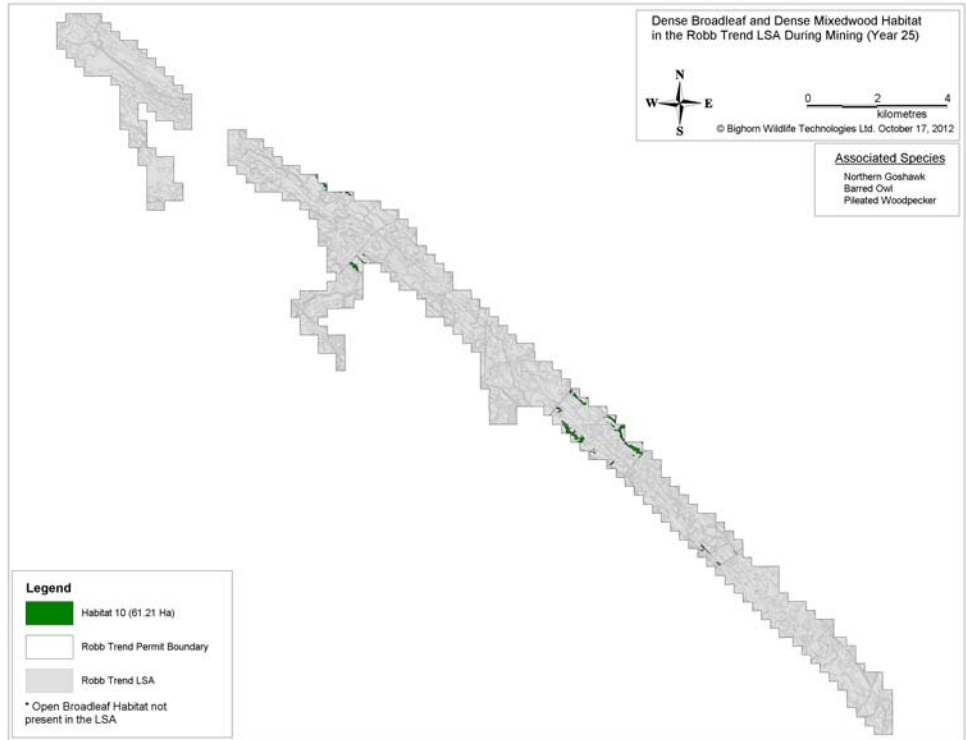 Dense Broadleaf and Dense Mixedwood Habitat
in the Robb Trend LSA During Mining (Year 25)
N
W E
S
0 2 4
kilometres
© Bighorn Wildlife Technologies Ltd. October 17, 2012
Associated Species
Northern Goshawk
Barred Owl
Pileated Woodpecker
Legend
Habitat 10 (61.21 Ha)
Robb Trend Permit Boundary
Robb Trend LSA
* Open Broadleaf Habitat not
present in the LSA